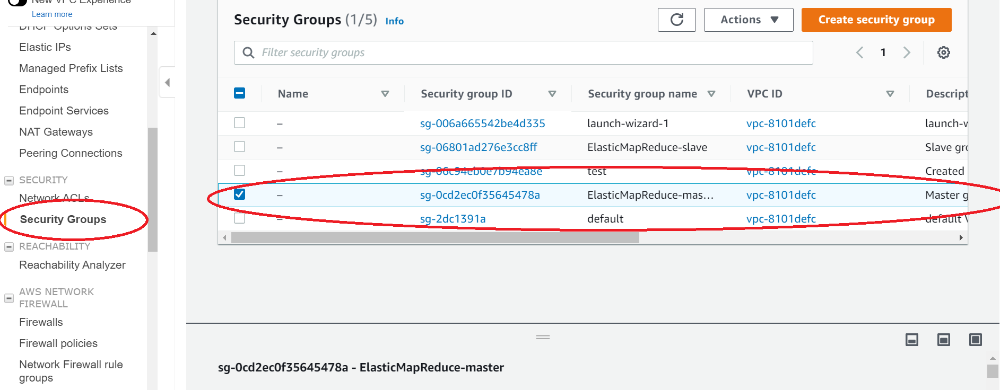 New VPC Experience
Learn more
DHCP Options Sets
Elastic IPs
Managed Prefix Lists
Endpoints
Endpoint Services
NAT Gateways
Peering Connections
SECURITY
Network ACLs
Security Groups
REACHABILITY
Reachability Analyzer
AWS NETWORK
FIREWALL
Firewalls
Firewall policies
Network Firewall rule
groups
Security Groups (1/5) Info
Actions
Create security group
Filter security groups
1
Name Security group ID Security group name VPC ID Descript
– sg-006a665542be4d335 launch-wizard-1 vpc-8101defc launch-w
– sg-06801ad276e3cc8ff ElasticMapReduce-slave vpc-8101defc Slave gro
– sg-06c94eb0e7b94ea8e test vpc-8101defc Created
– sg-0cd2ec0f35645478a ElasticMapReduce-mas... vpc-8101defc Master g
– sg-2dc1391a default vpc-8101defc default V
sg-0cd2ec0f35645478a - ElasticMapReduce-master